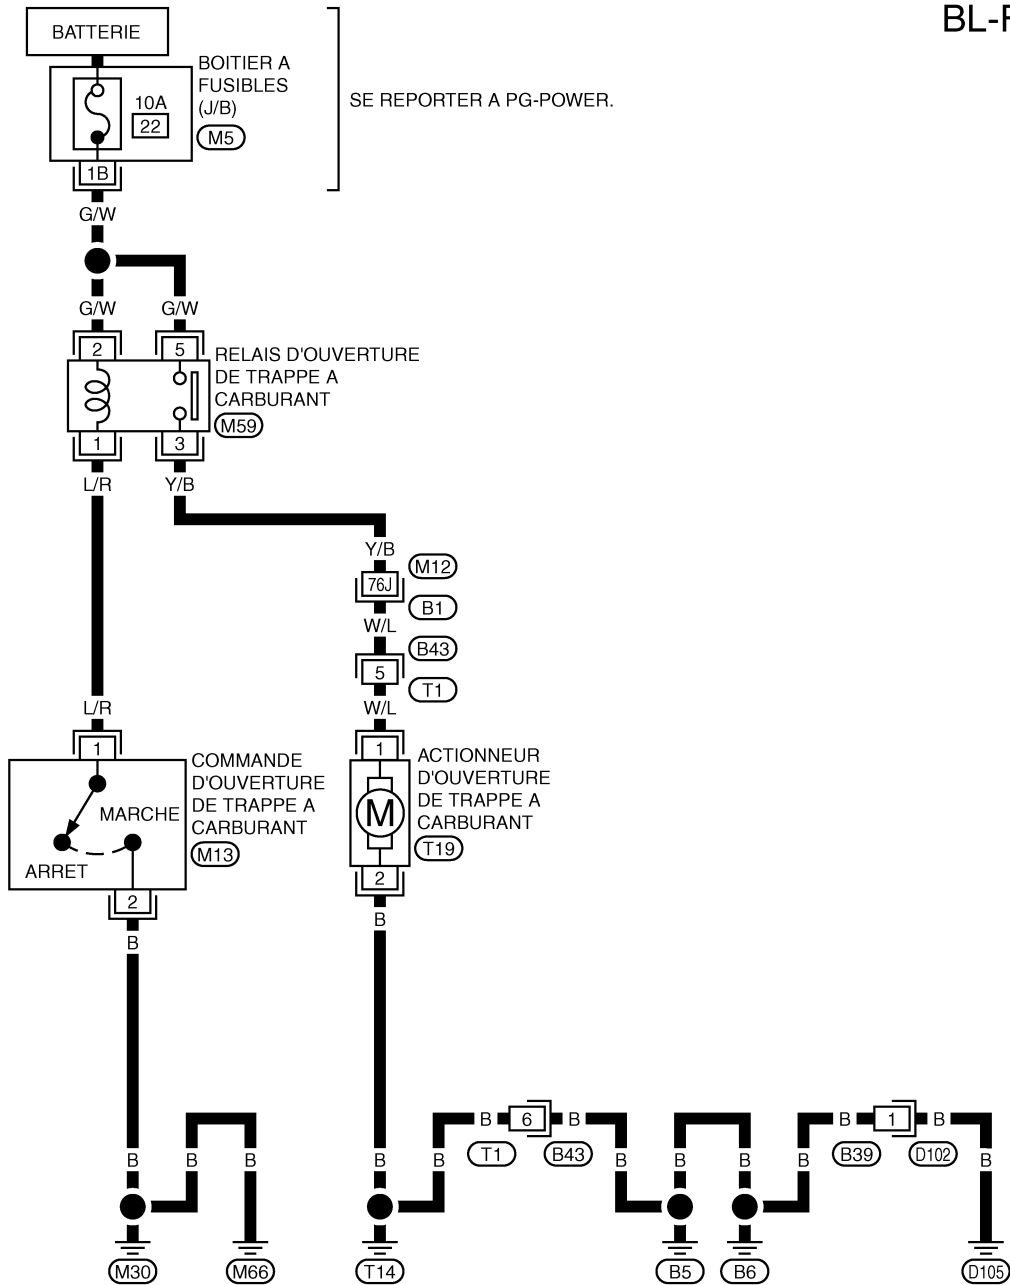 BL-F
BATTERIE
BOITIER A
FUSIBLES
(J/B)
M5
10A
22
SE REPORTER A PG-POWER.
1B
G/W
G/W
G/W
2
5
RELAIS D'OUVERTURE
DE TRAPPE A
CARBURANT
M59
1
3
L/R
Y/B
Y/B
M12
76J
B1
W/L
B43
5
T1
L/R
W/L
1
1
COMMANDE
D'OUVERTURE
DE TRAPPE A
CARBURANT
M13
MARCHE
ARRET
ACTIONNEUR
D'OUVERTURE
DE TRAPPE A
CARBURANT
T19
M
2
2
B
B
B
6
B
B
1
B
T1
B43
B39
D102
B
B
B
B
B
B
B
B
B
B
M30
M66
T14
B5
B6
D105